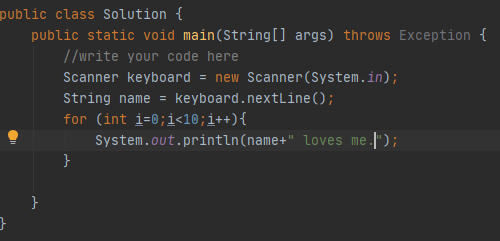 public class Solution {
public static void main(String[] args) throws Exception {
//write your code here
Scanner keyboard = new Scanner(System.in);
String name = keyboard.nextLine();
for (int i=0;i<10;i++){
System.out.println(name+" loves me.");
}
}
}